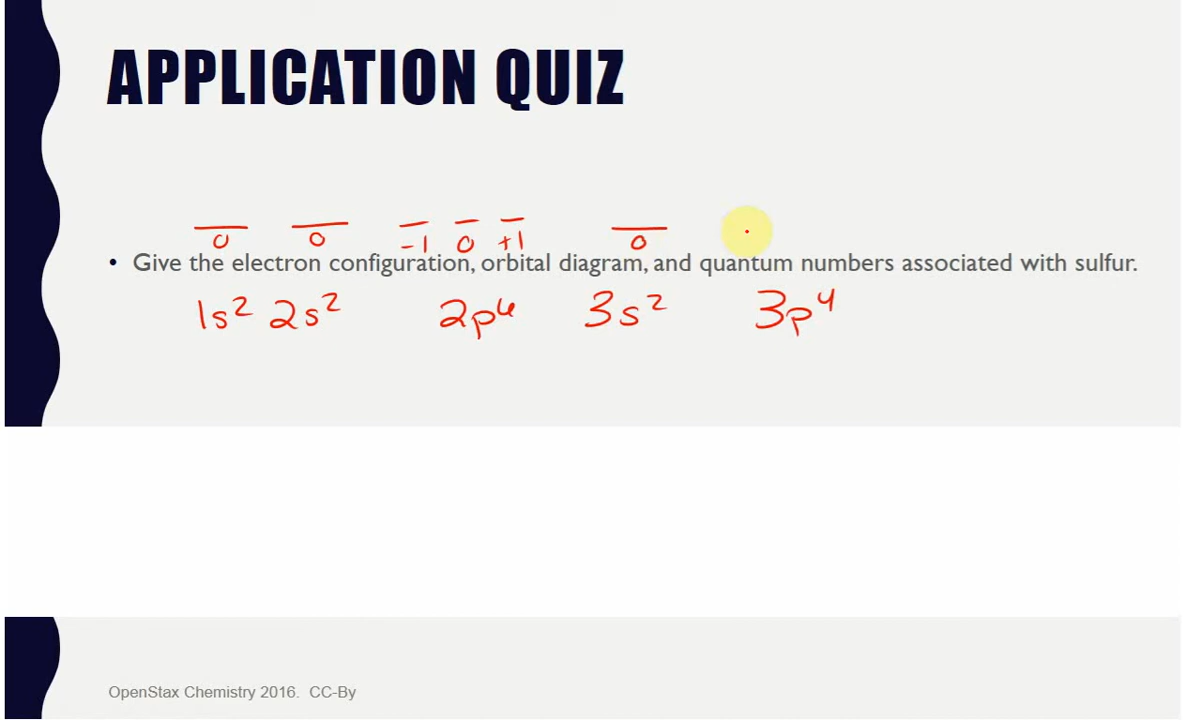 APPLICATION QUIZ
0 0 -1 0 +1 0
• Give the electron configuration, orbital diagram, and quantum numbers associated with sulfur.
1s² 2s² 2p⁶ 3s² 3p⁴
OpenStax Chemistry 2016. CC-By